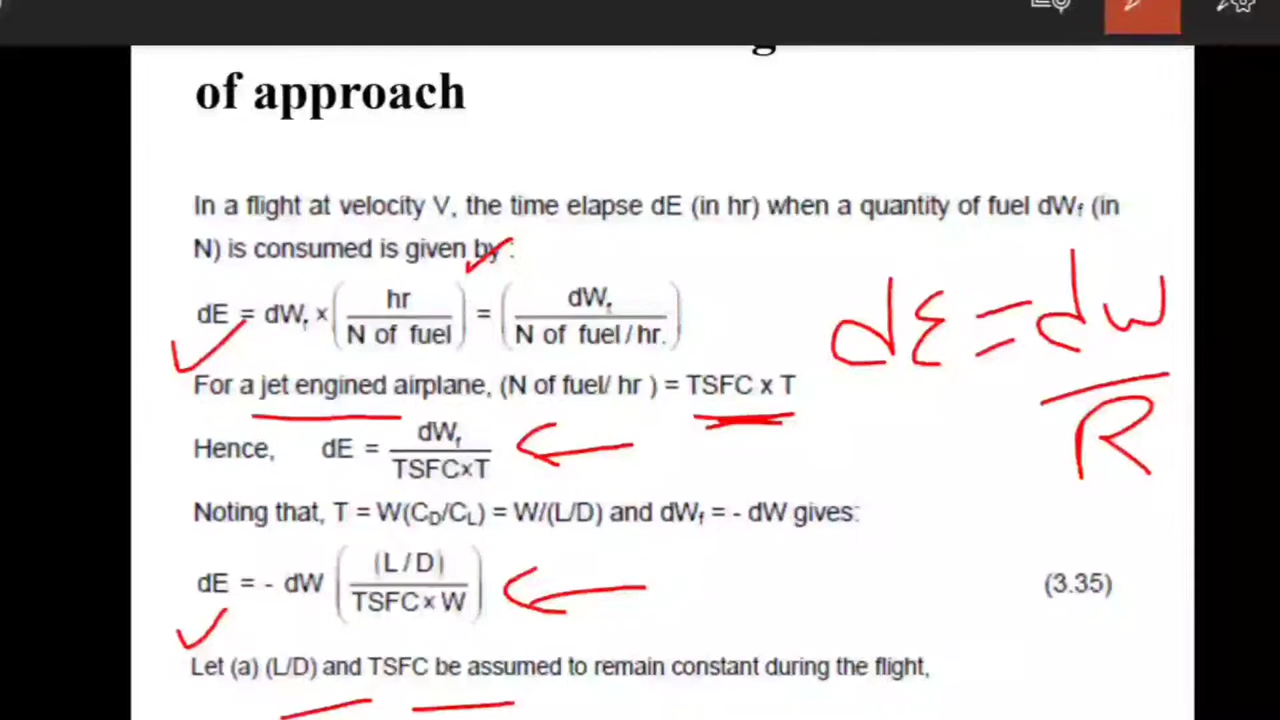 of approach
In a flight at velocity V, the time elapse dE (in hr) when a quantity of fuel dWf (in
N) is consumed is given by :
dE = dWf × ( hr / N of fuel ) = ( dWf / N of fuel / hr. )
dE = dW / R
For a jet engined airplane, (N of fuel/ hr ) = TSFC x T
Hence, dE = dWf / TSFC×T
Noting that, T = W(CD/CL) = W/(L/D) and dWf = - dW gives:
dE = - dW ( (L / D) / TSFC × W ) (3.35)
Let (a) (L/D) and TSFC be assumed to remain constant during the flight,